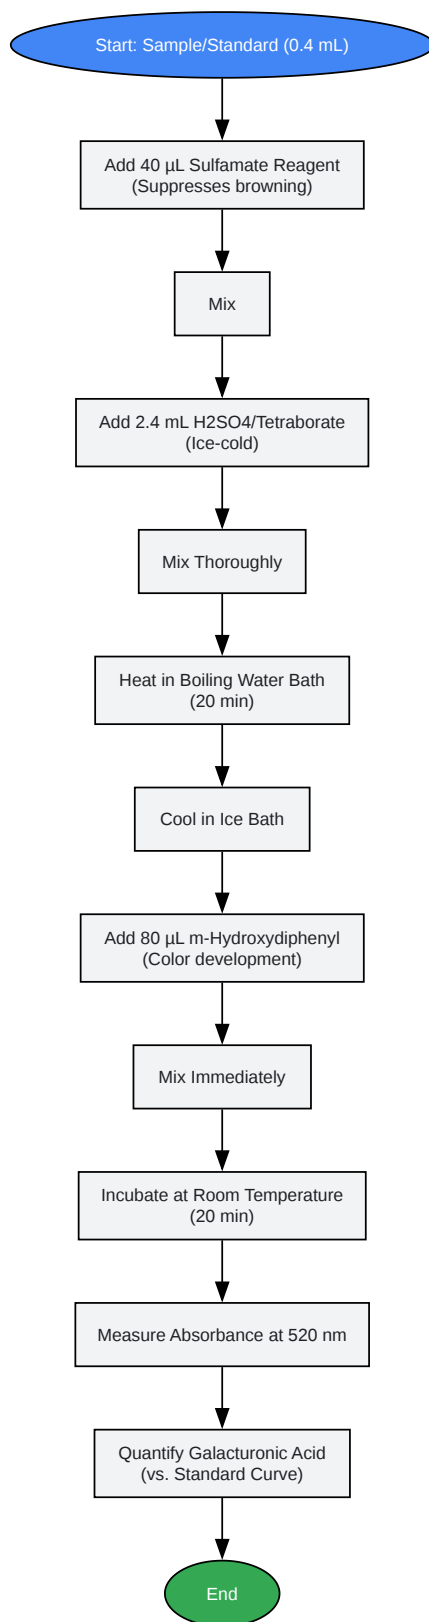 Start: Sample/Standard (0.4 mL)
Add 40 µL Sulfamate Reagent
(Suppresses browning)
Mix
Add 2.4 mL H2SO4/Tetraborate
(Ice-cold)
Mix Thoroughly
Heat in Boiling Water Bath
(20 min)
Cool in Ice Bath
Add 80 µL m-Hydroxydiphenyl
(Color development)
Mix Immediately
Incubate at Room Temperature
(20 min)
Measure Absorbance at 520 nm
Quantify Galacturonic Acid
(vs. Standard Curve)
End